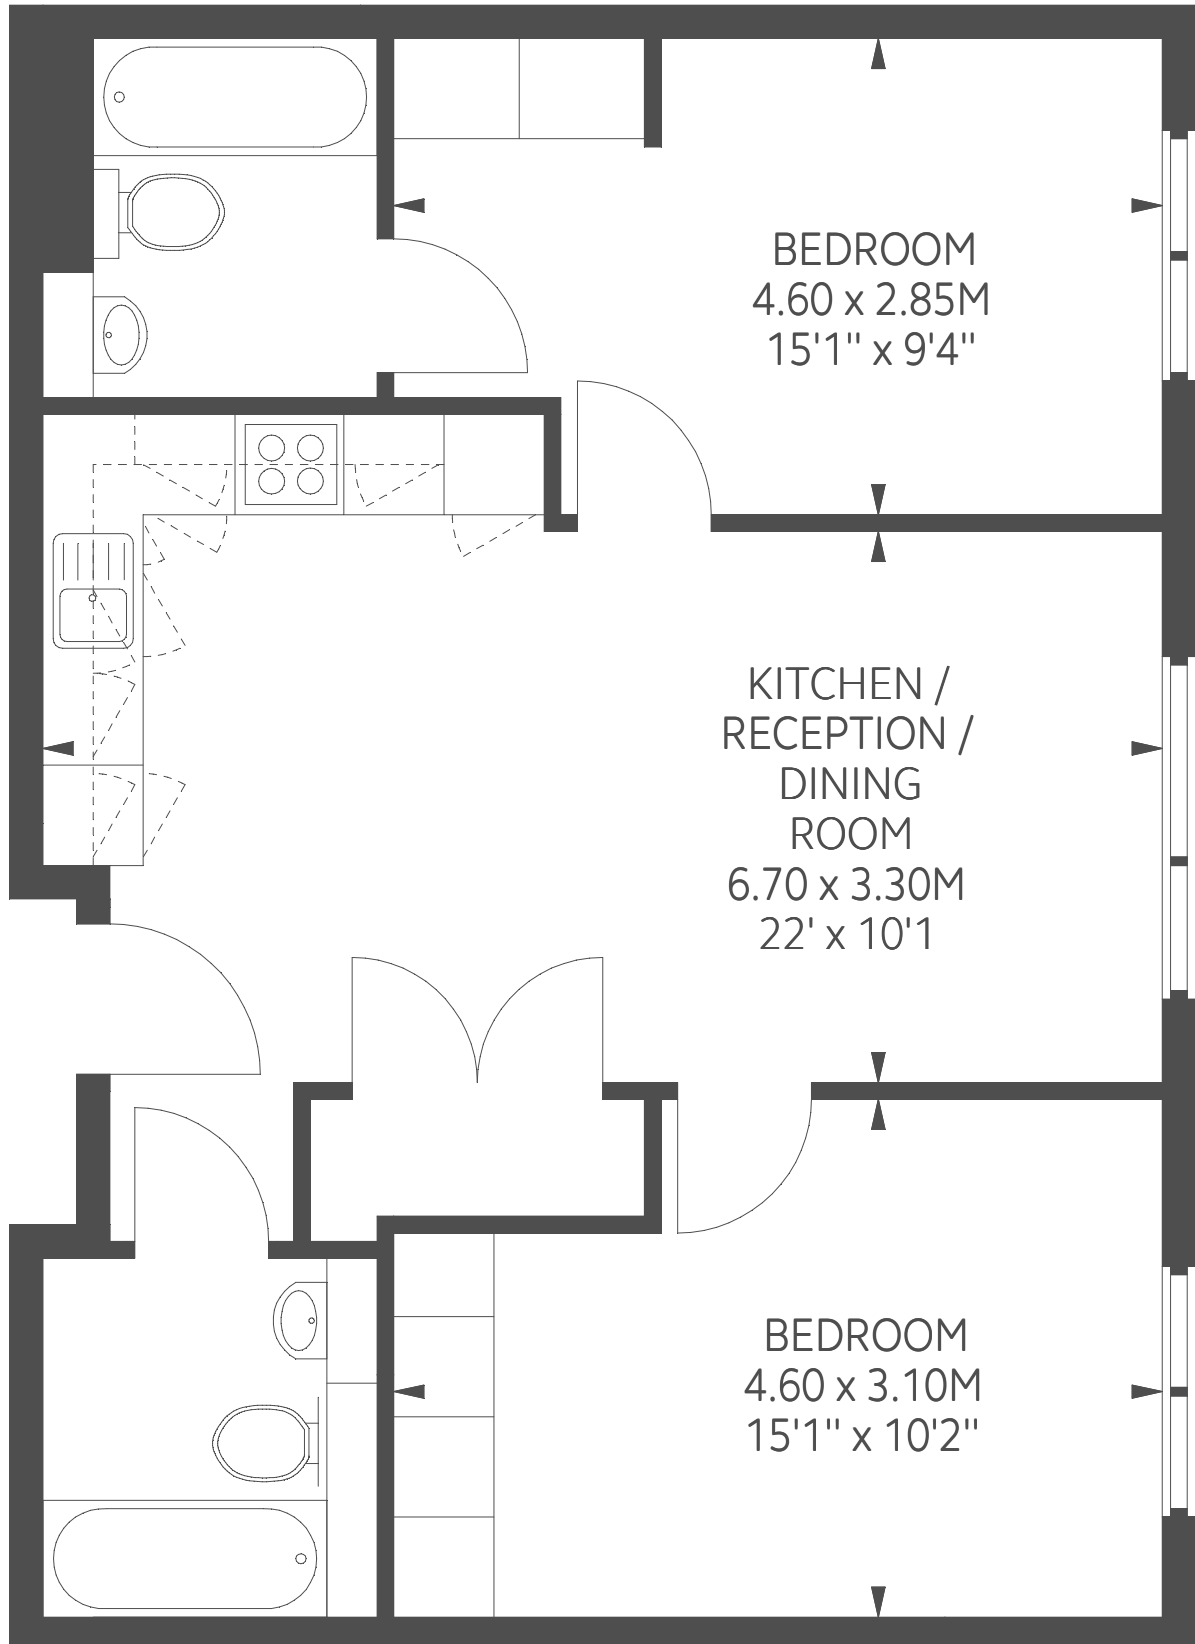 BEDROOM
4.60 x 2.85M
15'1" x 9'4"
KITCHEN /
RECEPTION /
DINING
ROOM
6.70 x 3.30M
22' x 10'1
BEDROOM
4.60 x 3.10M
15'1" x 10'2"